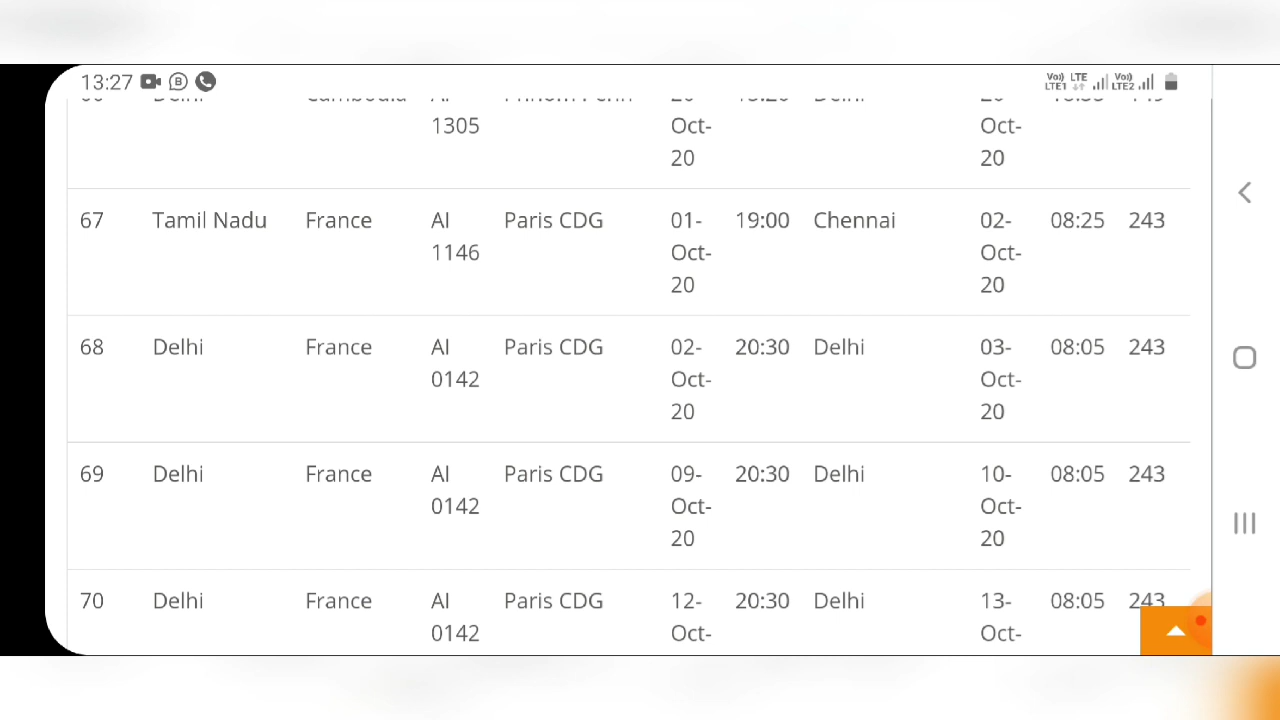 13:27 B Vo)) LTE Vo))
LTE1 LTE2
1305 Oct- Oct-
20 20
67 Tamil Nadu France AI Paris CDG 01- 19:00 Chennai 02- 08:25 243
1146 Oct- Oct-
20 20
68 Delhi France AI Paris CDG 02- 20:30 Delhi 03- 08:05 243
0142 Oct- Oct-
20 20
69 Delhi France AI Paris CDG 09- 20:30 Delhi 10- 08:05 243
0142 Oct- Oct-
20 20
70 Delhi France AI Paris CDG 12- 20:30 Delhi 13- 08:05 243
0142 Oct- Oct-